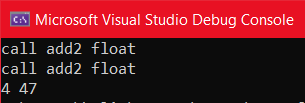 Microsoft Visual Studio Debug Console
call add2 float
call add2 float
4 47